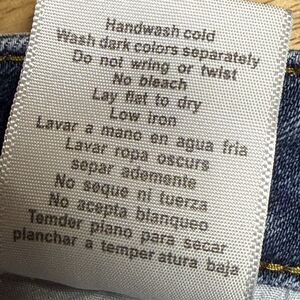 Handwash cold
Wash dark colors separately
Do not wring or twist
No bleach
Lay flat to dry
Low iron
Lavar a mano en agua fria
Lavar ropa oscurs
separ ademente
No seque ni tuerza
No acepta blanqueo
Temder piano para secar
planchar a temper atura baja